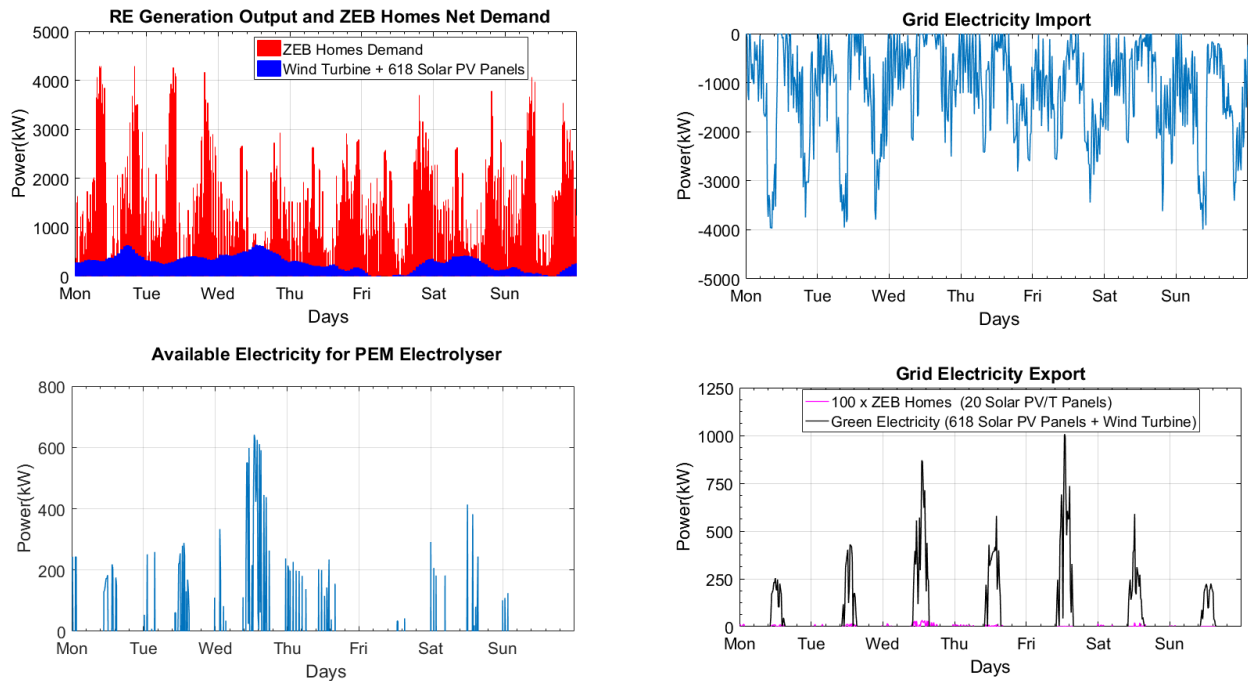 RE Generation Output and ZEB Homes Net Demand
5000
4000
3000
2000
1000
0
Power(kW)
ZEB Homes Demand
Wind Turbine + 618 Solar PV Panels
Mon Tue Wed Thu Fri Sat Sun
Days
Grid Electricity Import
0
-1000
-2000
-3000
-4000
-5000
Power(kW)
Mon Tue Wed Thu Fri Sat Sun
Days
Available Electricity for PEM Electrolyser
800
600
400
200
0
Power(kW)
Mon Tue Wed Thu Fri Sat Sun
Days
Grid Electricity Export
1250
1000
750
500
250
0
Power(kW)
100 x ZEB Homes (20 Solar PV/T Panels)
Green Electricity (618 Solar PV Panels + Wind Turbine)
Mon Tue Wed Thu Fri Sat Sun
Days